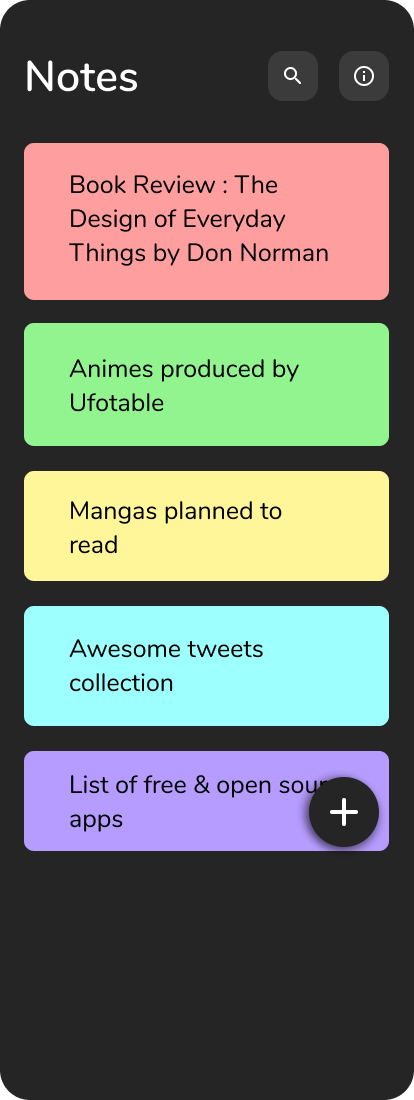 Notes
Book Review : The
Design of Everyday
Things by Don Norman
Animes produced by
Ufotable
Mangas planned to
read
Awesome tweets
collection
List of free & open
apps